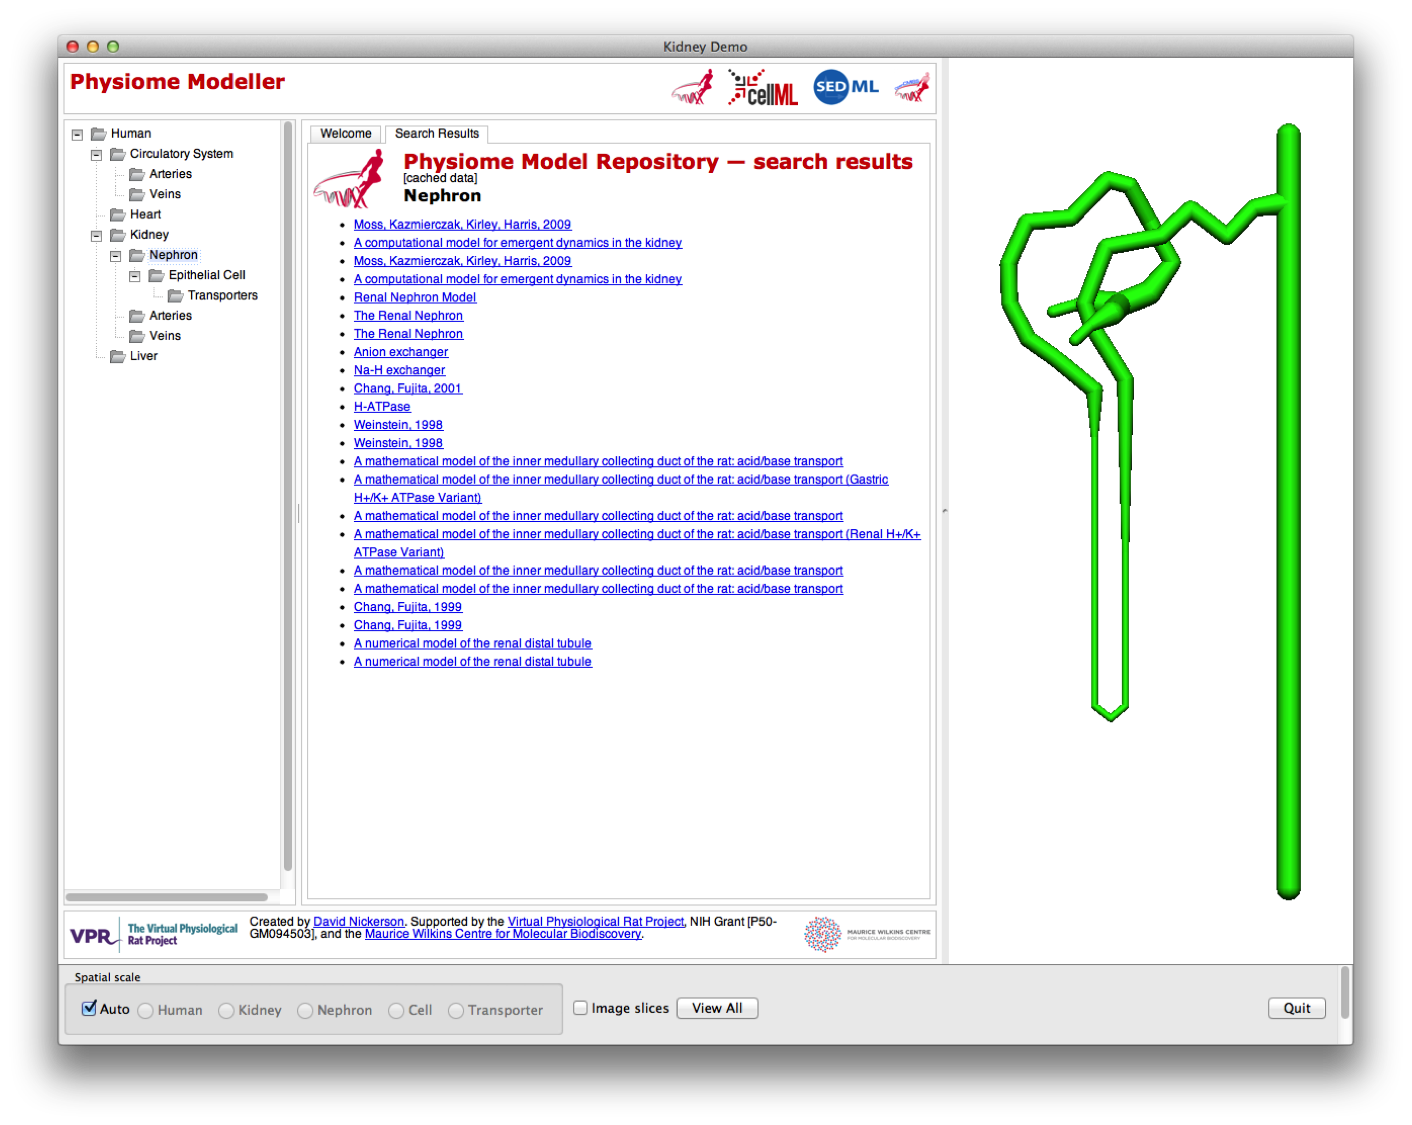 Kidney Demo
Physiome Modeller
cellML
SED ML
Human
Circulatory System
Arteries
Veins
Heart
Kidney
Nephron
Epithelial Cell
Transporters
Arteries
Veins
Liver
Welcome
Search Results
Physiome Model Repository — search results
[cached data]
Nephron
Moss, Kazmierczak, Kirley, Harris, 2009
A computational model for emergent dynamics in the kidney
Moss, Kazmierczak, Kirley, Harris, 2009
A computational model for emergent dynamics in the kidney
Renal Nephron Model
The Renal Nephron
The Renal Nephron
Anion exchanger
Na-H exchanger
Chang, Fujita, 2001
H-ATPase
Weinstein, 1998
Weinstein, 1998
A mathematical model of the inner medullary collecting duct of the rat: acid/base transport
A mathematical model of the inner medullary collecting duct of the rat: acid/base transport (Gastric
H+/K+ ATPase Variant)
A mathematical model of the inner medullary collecting duct of the rat: acid/base transport
A mathematical model of the inner medullary collecting duct of the rat: acid/base transport (Renal H+/K+
ATPase Variant)
A mathematical model of the inner medullary collecting duct of the rat: acid/base transport
A mathematical model of the inner medullary collecting duct of the rat: acid/base transport
Chang, Fujita, 1999
Chang, Fujita, 1999
A numerical model of the renal distal tubule
A numerical model of the renal distal tubule
VPR
The Virtual Physiological
Rat Project
Created by David Nickerson. Supported by the Virtual Physiological Rat Project, NIH Grant [P50-
GM094503], and the Maurice Wilkins Centre for Molecular Biodiscovery.
MAURICE WILKINS CENTRE
FOR MOLECULAR BIODISCOVERY
Spatial scale
Auto
Human
Kidney
Nephron
Cell
Transporter
Image slices
View All
Quit